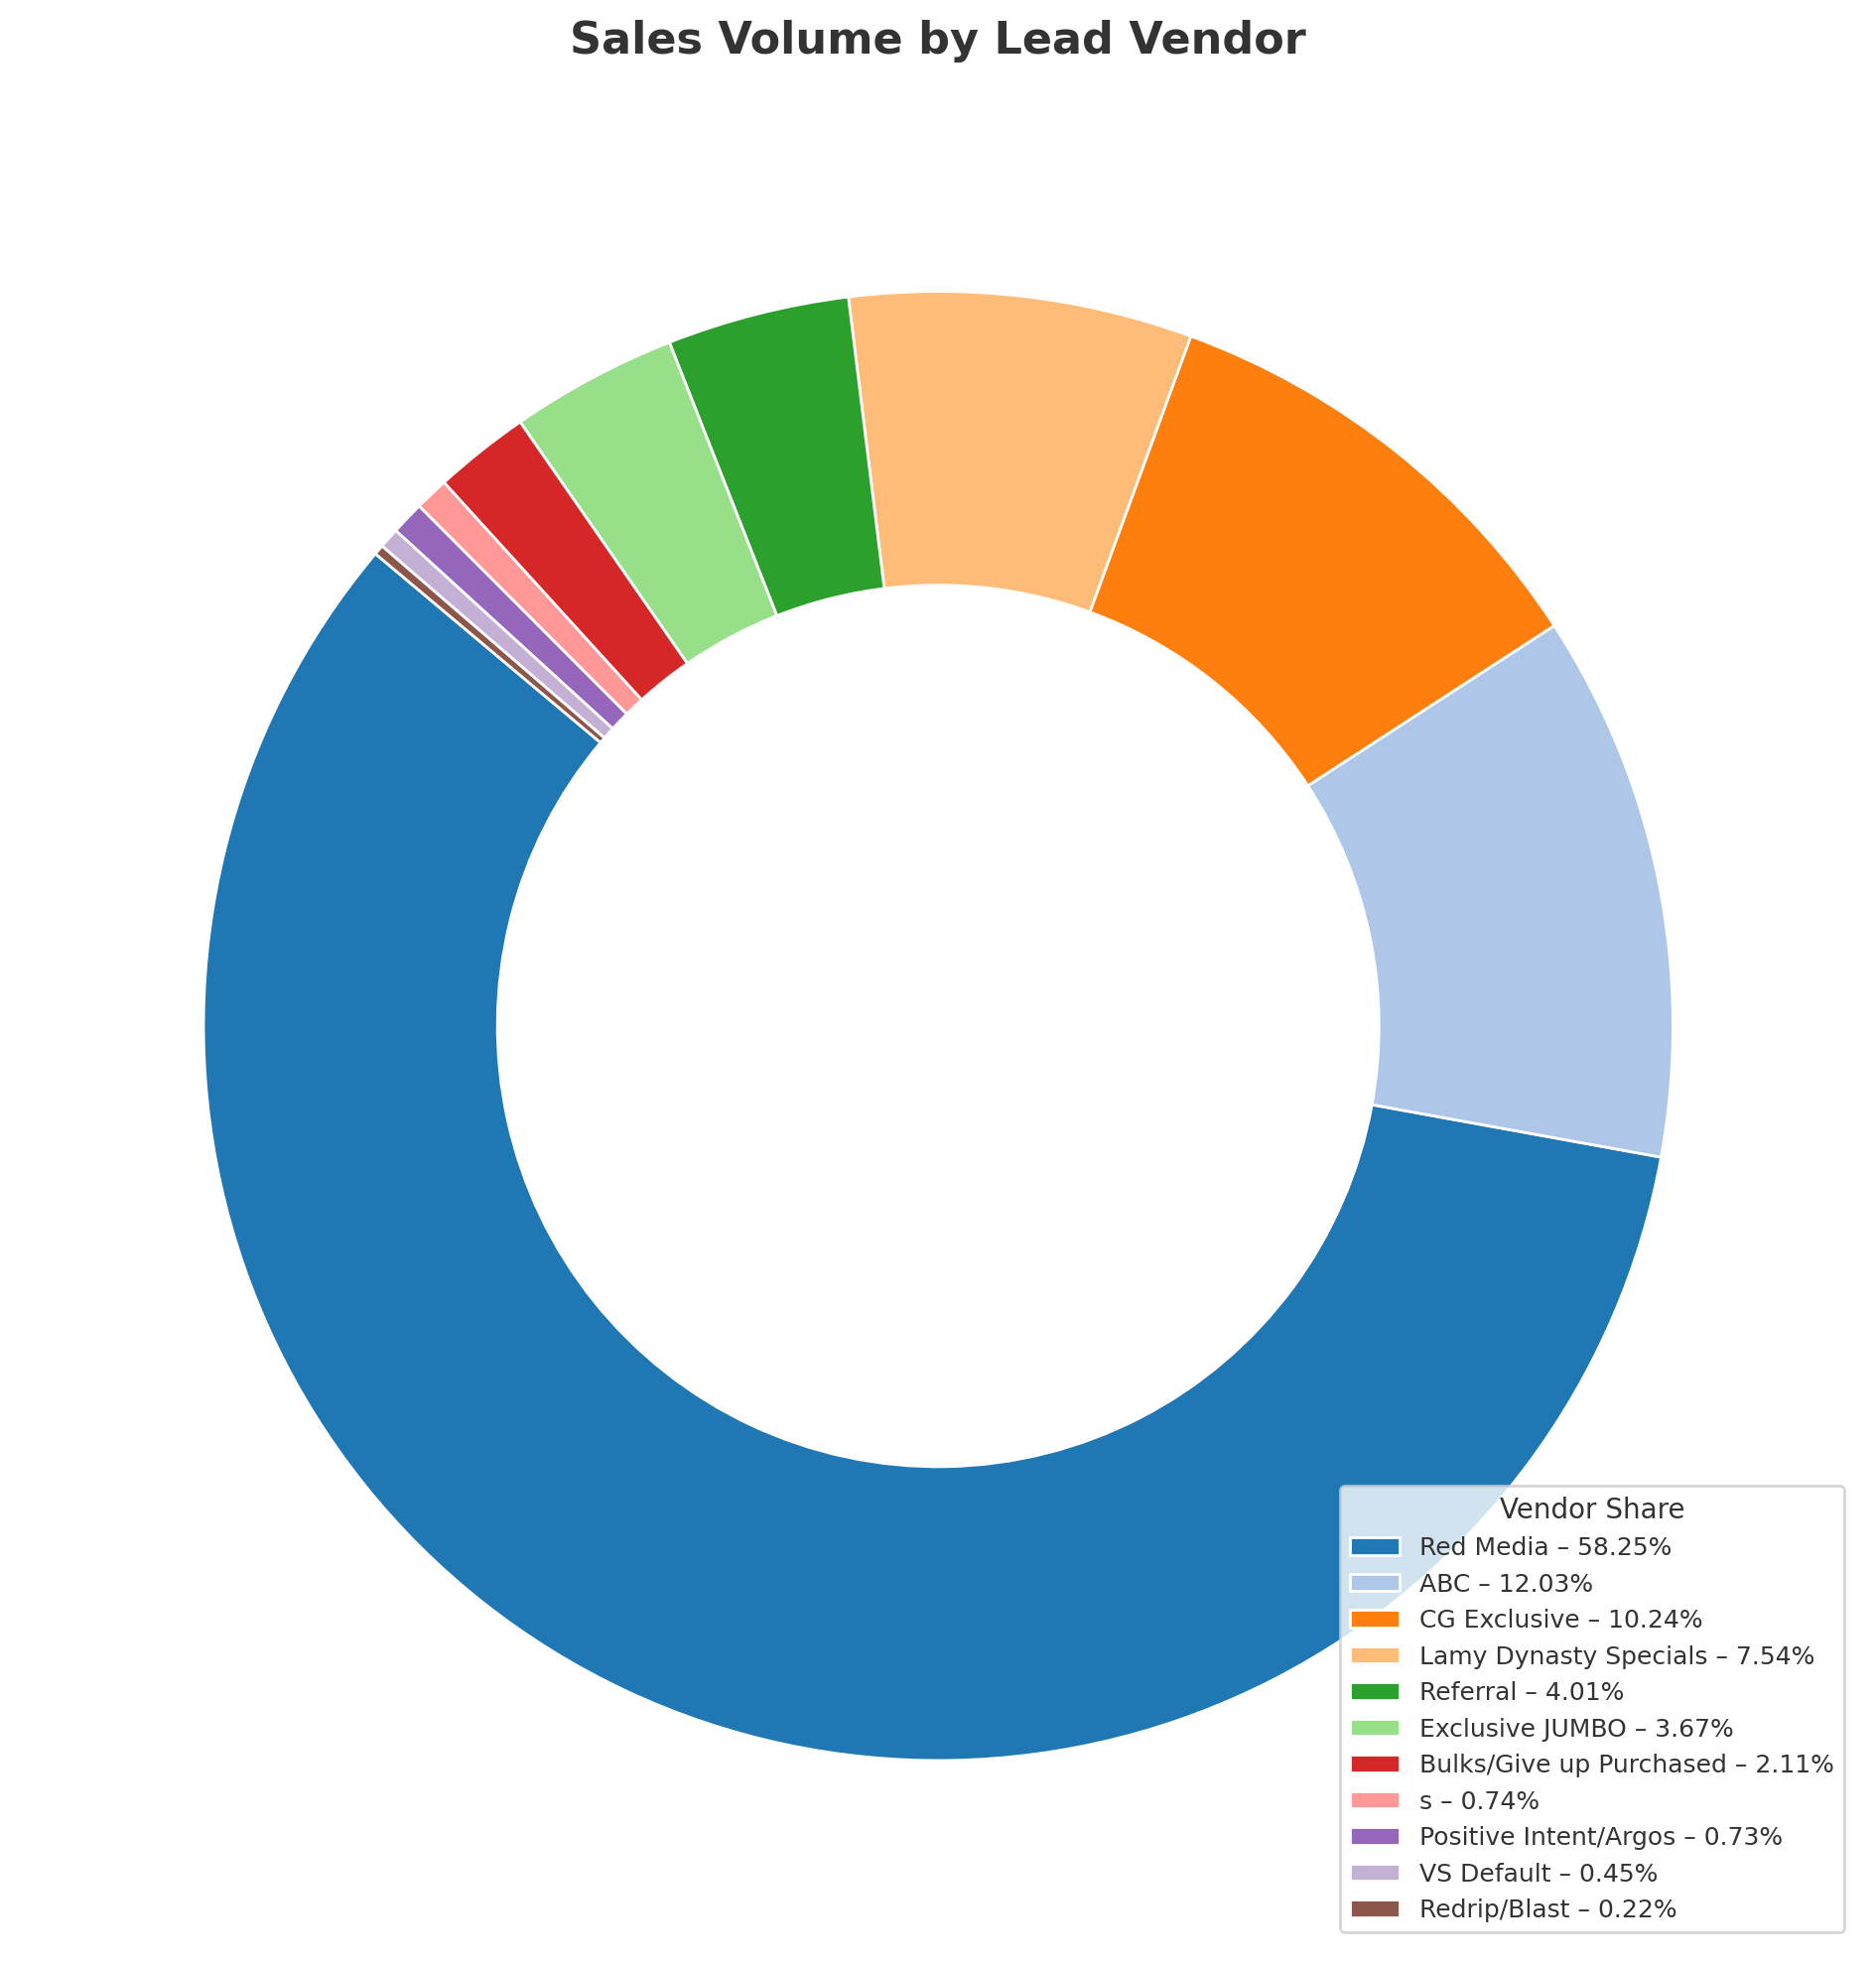 Sales Volume by Lead Vendor
Vendor Share
Red Media – 58.25%
ABC – 12.03%
CG Exclusive – 10.24%
Lamy Dynasty Specials – 7.54%
Referral – 4.01%
Exclusive JUMBO – 3.67%
Bulks/Give up Purchased – 2.11%
s – 0.74%
Positive Intent/Argos – 0.73%
VS Default – 0.45%
Redrip/Blast – 0.22%